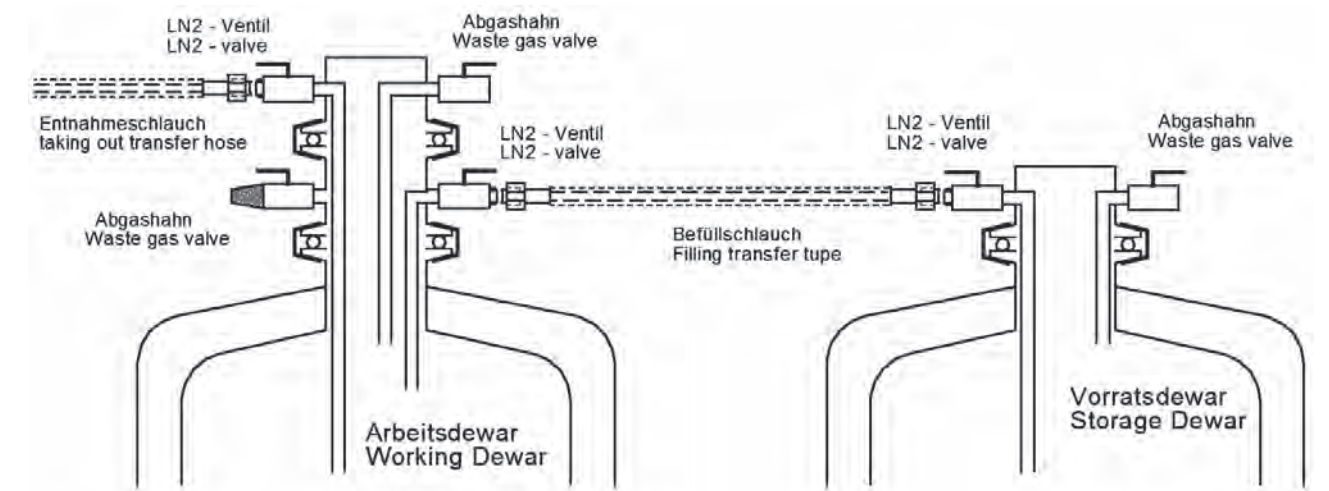 LN2 - Ventil
LN2 - valve
Abgashahn
Waste gas valve
Entnahmeschlauch
taking out transfer hose
Abgashahn
Waste gas valve
LN2 - Ventil
LN2 - valve
Befüllschlauch
Filling transfer tupe
LN2 - Ventil
LN2 - valve
Abgashahn
Waste gas valve
Arbeitsdewar
Working Dewar
Vorratsdewar
Storage Dewar